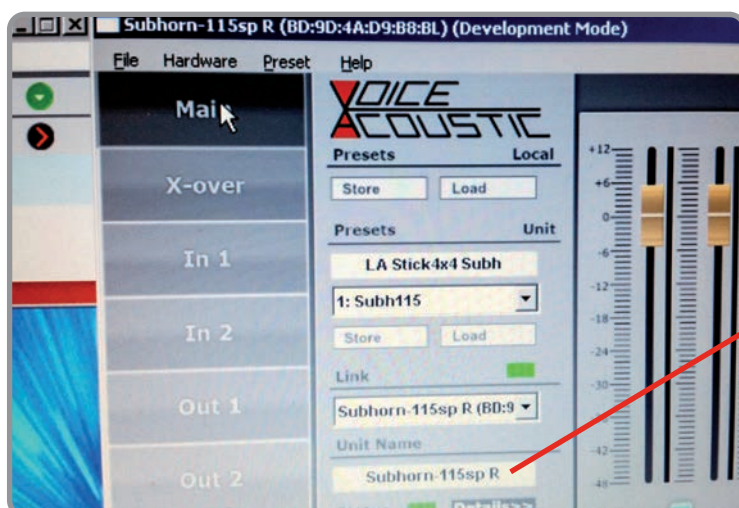 Subhorn-115sp R (BD:9D:4A:D9:B8:BL) (Development Mode)
File Hardware Preset Help
Main
X-over
In 1
In 2
Out 1
Out 2
VOICE
ACOUSTIC
Presets Local
Store Load
Presets Unit
LA Stick4x4 Subh
1: Subh115
Store Load
Link
Subhorn-115sp R (BD:9
Unit Name
Subhorn-115sp R
Details>>
+12
+6
0
-6
-12
-18
-24
-30
-42
-48